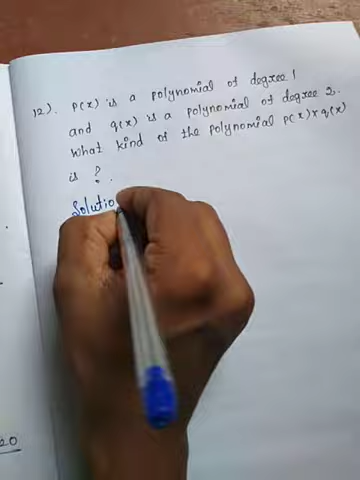 12). p(x) is a polynomial of degree 1
and q(x) is a polynomial of degree 2.
What kind of the polynomial p(x)x q(x)
is ?
Solutio
20